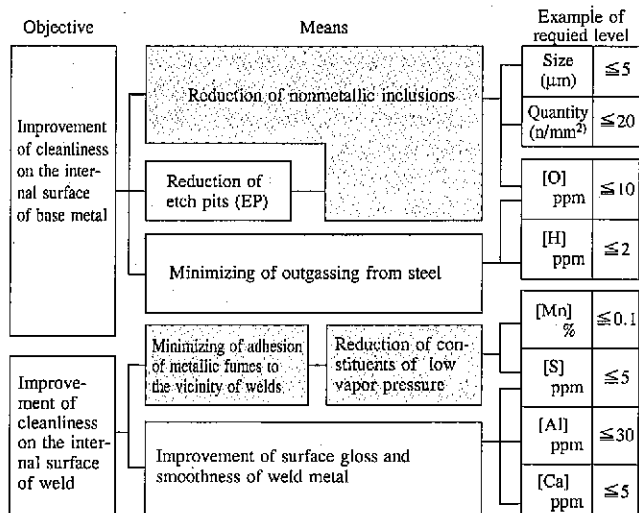 Objective
Means
Example of
requied level
Improvement
of cleanliness
on the inter-
nal surface
of base metal
Reduction of nonmetallic inclusions
Reduction of
etch pits (EP)
Minimizing of outgassing from steel
Size
(μm)
≦5
Quantity
(n/mm²)
≦20
[O]
ppm
≦10
[H]
ppm
≦2
Improve-
ment of
cleanliness
on the inter-
nal surface
of weld
Minimizing of adhesion
of metallic fumes to
the vicinity of welds
Reduction of con-
stituents of low
vapor pressure
Improvement of surface gloss and
smoothness of weld metal
[Mn]
%
≦0.1
[S]
ppm
≦5
[Al]
ppm
≦30
[Ca]
ppm
≦5